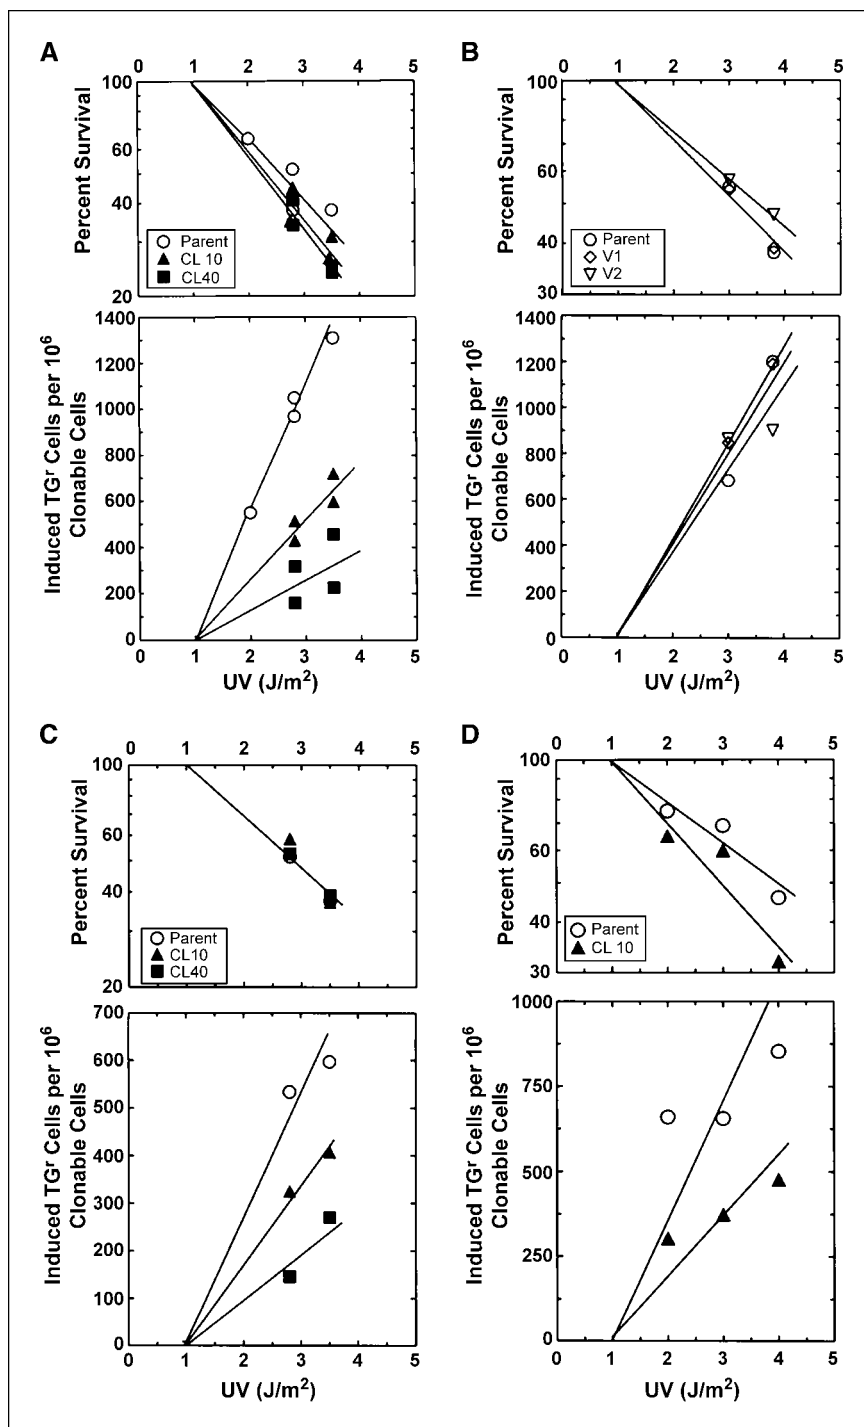 A
B
0 1 2 3 4 5
0 1 2 3 4 5
Percent Survival
100
60
40
20
Parent
CL 10
CL40
Percent Survival
100
60
40
30
Parent
V1
V2
Induced TGr Cells per 10⁶
Clonable Cells
1400
1200
1000
800
600
400
200
0
0 1 2 3 4 5
UV (J/m²)
Induced TGr Cells per 10⁶
Clonable Cells
1400
1200
1000
800
600
400
200
0
0 1 2 3 4 5
UV (J/m²)
C
D
0 1 2 3 4 5
0 1 2 3 4 5
Percent Survival
100
60
40
20
Parent
CL10
CL40
Percent Survival
100
60
40
30
Parent
CL 10
Induced TGr Cells per 10⁶
Clonable Cells
700
600
500
400
300
200
100
0
0 1 2 3 4 5
UV (J/m²)
Induced TGr Cells per 10⁶
Clonable Cells
1000
750
500
250
0
0 1 2 3 4 5
UV (J/m²)